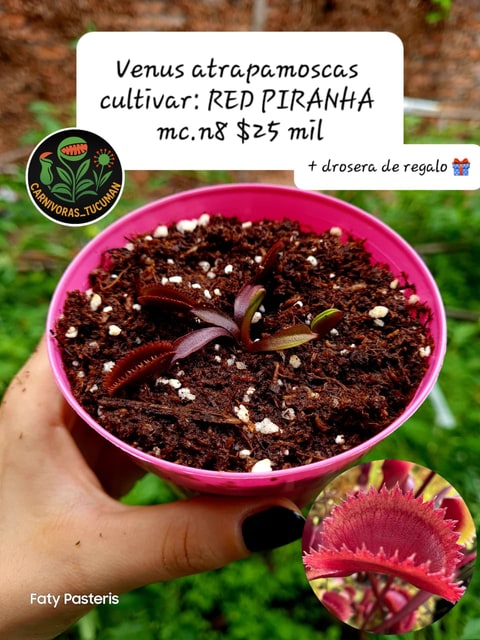 Venus atrapamoscas
cultivar: RED PIRANHA
mc.n8 $25 mil
+ drosera de regalo 🎁
CARNIVORAS_TUCUMAN
Faty Pasteris